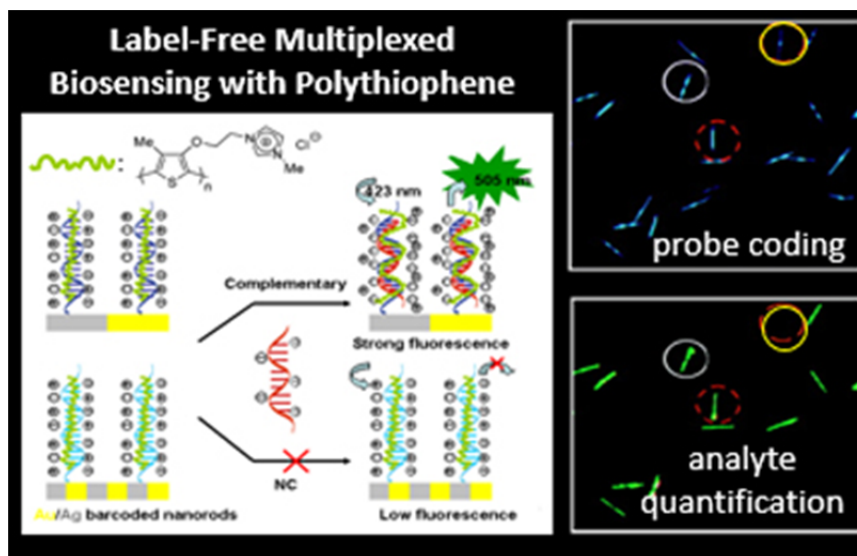 Label-Free Multiplexed
Biosensing with Polythiophene
Me
O
N
N
Me
Cl⊖
S
n
:
423 nm
505 nm
Complementary
Strong fluorescence
NC
Au/Ag barcoded nanorods
Low fluorescence
probe coding
analyte
quantification